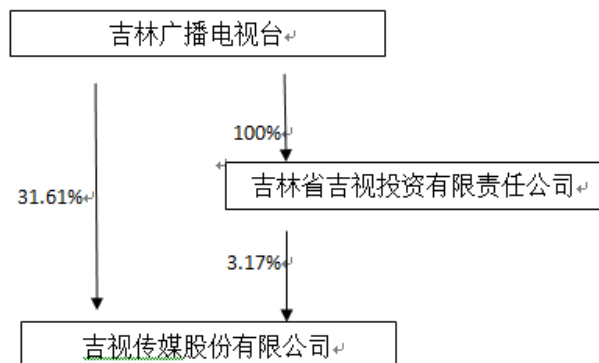 吉林广播电视台
100%
吉林省吉视投资有限责任公司
31.61%
3.17%
吉视传媒股份有限公司